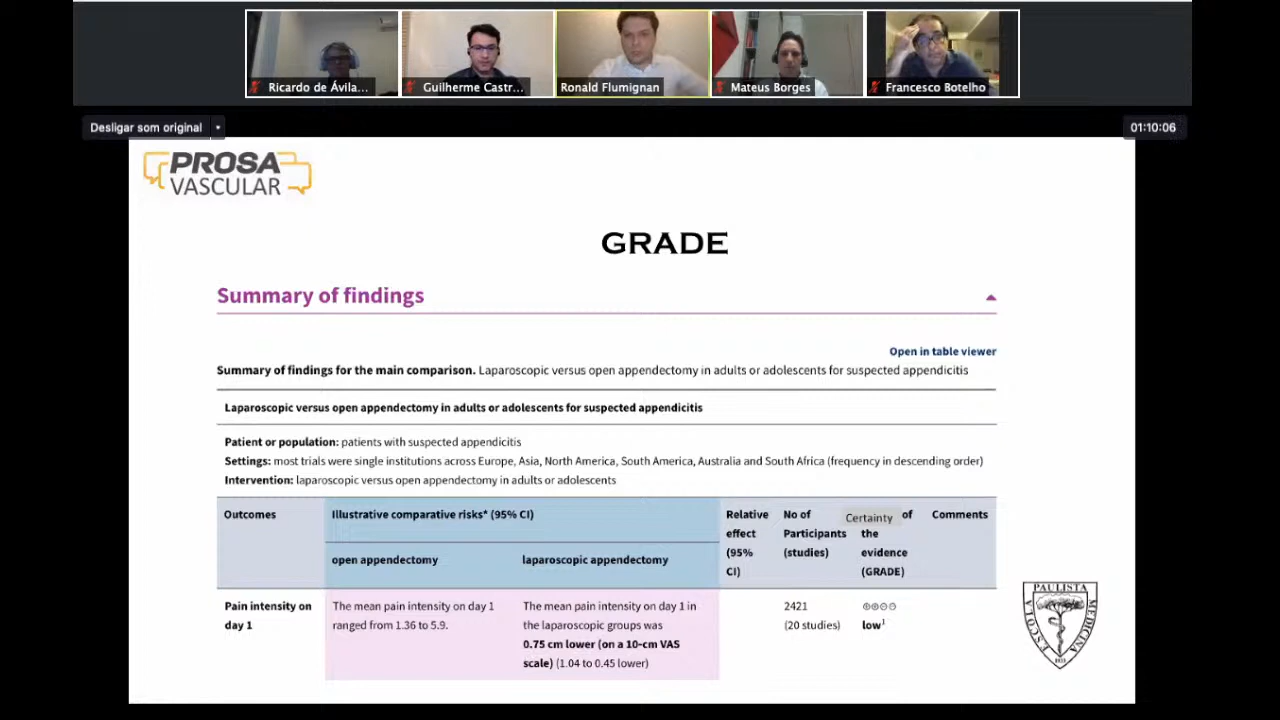 Ricardo de Ávila...
Guilherme Castr...
Ronald Flumignan
Mateus Borges
Francesco Botelho
Desligar som original
01:10:06
PROSA
VASCULAR
GRADE
Summary of findings
Open in table viewer
Summary of findings for the main comparison. Laparoscopic versus open appendectomy in adults or adolescents for suspected appendicitis
Laparoscopic versus open appendectomy in adults or adolescents for suspected appendicitis
Patient or population: patients with suspected appendicitis
Settings: most trials were single institutions across Europe, Asia, North America, South America, Australia and South Africa (frequency in descending order)
Intervention: laparoscopic versus open appendectomy in adults or adolescents
Outcomes
Illustrative comparative risks* (95% CI)
open appendectomy
laparoscopic appendectomy
Relative
effect
(95%
CI)
No of
Participants
(studies)
Certainty of
the
evidence
(GRADE)
Comments
Pain intensity on
day 1
The mean pain intensity on day 1
ranged from 1.36 to 5.9.
The mean pain intensity on day 1 in
the laparoscopic groups was
0.75 cm lower (on a 10-cm VAS
scale) (1.04 to 0.45 lower)
2421
(20 studies)
⊕⊕⊝⊝
low¹
PAULISTA
ESCOLA
MEDICINA
1933